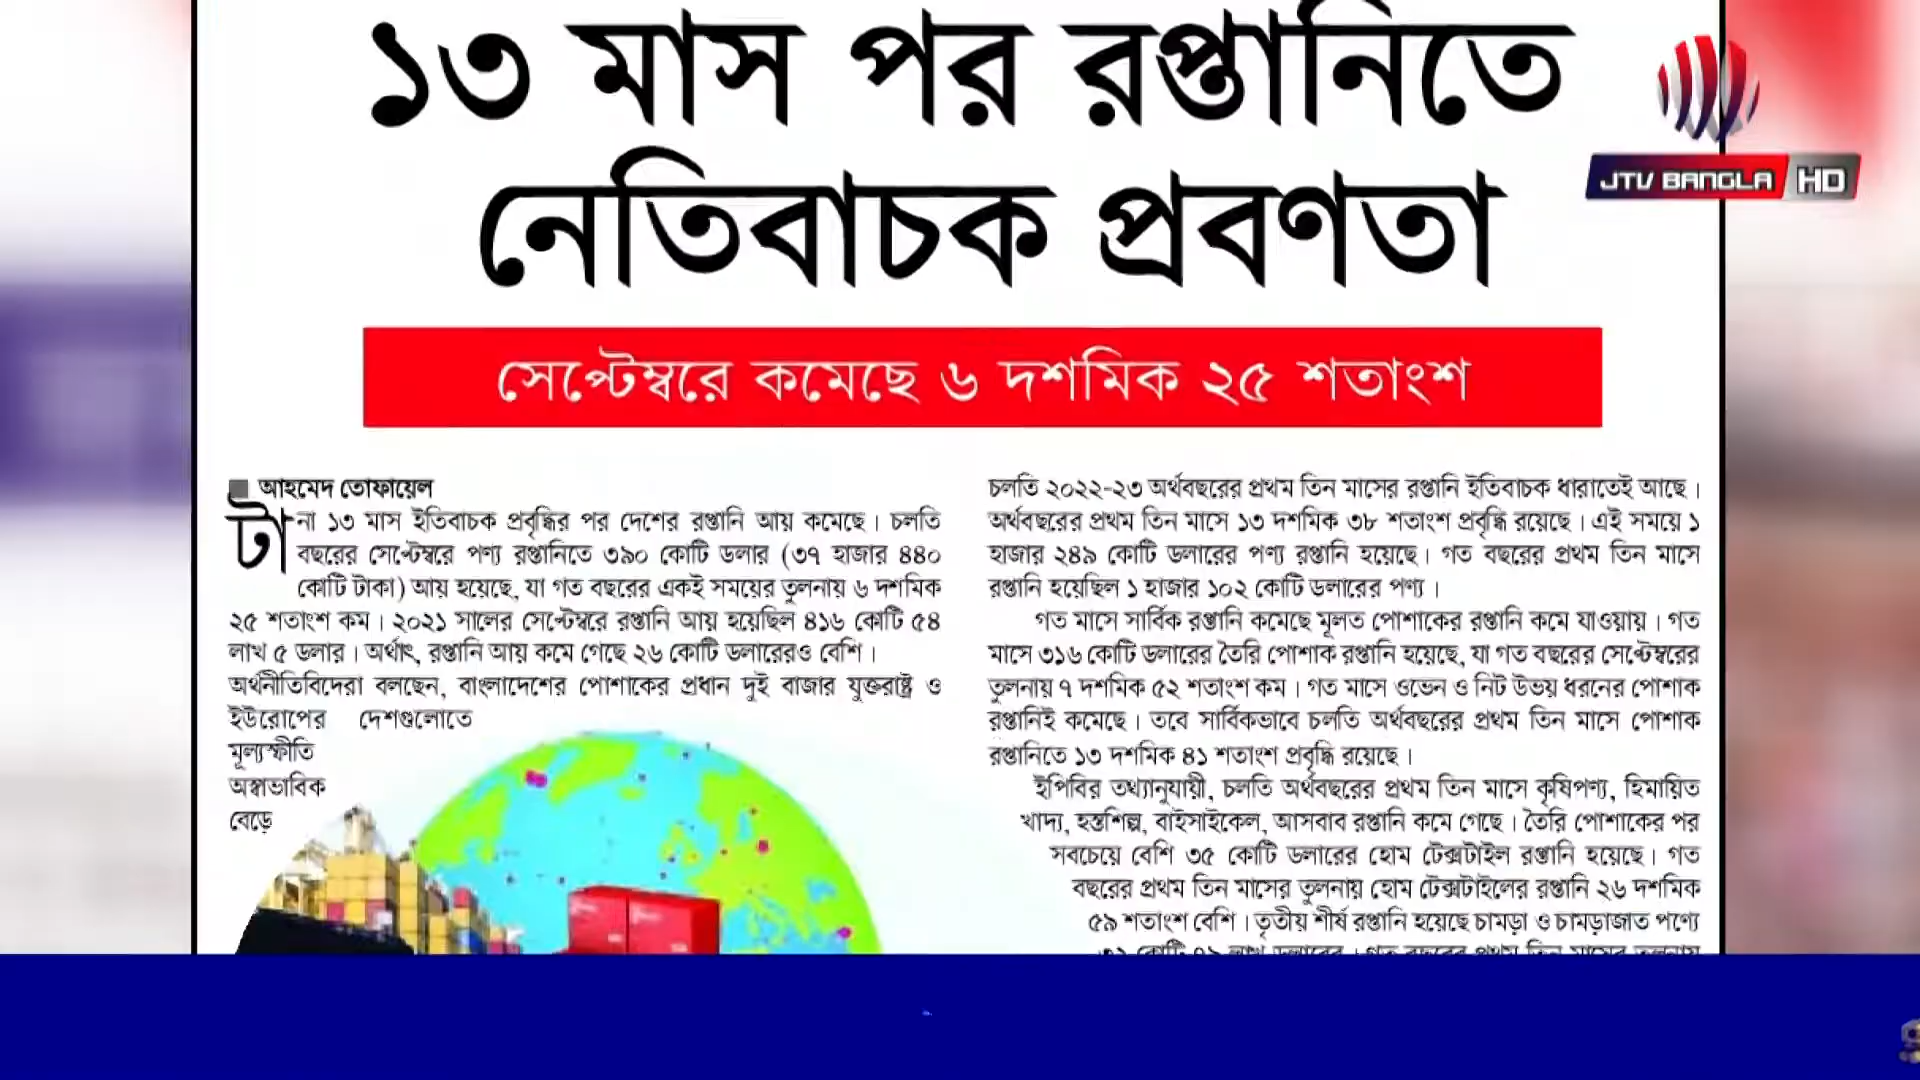 ১৩ মাস পর রপ্তানিতে
নেতিবাচক প্রবণতা
JTV BANGLA HD
সেপ্টেম্বরে কমেছে ৬ দশমিক ২৫ শতাংশ
আহমেদ তোফায়েল
টানা ১৩ মাস ইতিবাচক প্রবৃদ্ধির পর দেশের রপ্তানি আয় কমেছে। চলতি
বছরের সেপ্টেম্বরে পণ্য রপ্তানিতে ৩৯০ কোটি ডলার (৩৭ হাজার ৪৪০
কোটি টাকা) আয় হয়েছে, যা গত বছরের একই সময়ের তুলনায় ৬ দশমিক
২৫ শতাংশ কম। ২০২১ সালের সেপ্টেম্বরে রপ্তানি আয় হয়েছিল ৪১৬ কোটি ৫৪
লাখ ৫ ডলার। অর্থাৎ, রপ্তানি আয় কমে গেছে ২৬ কোটি ডলারেরও বেশি।
অর্থনীতিবিদেরা বলছেন, বাংলাদেশের পোশাকের প্রধান দুই বাজার যুক্তরাষ্ট্র ও
ইউরোপের দেশগুলোতে
মূল্যস্ফীতি
অস্বাভাবিক
বেড়ে
চলতি ২০২২-২৩ অর্থবছরের প্রথম তিন মাসের রপ্তানি ইতিবাচক ধারাতেই আছে।
অর্থবছরের প্রথম তিন মাসে ১৩ দশমিক ৩৮ শতাংশ প্রবৃদ্ধি রয়েছে। এই সময়ে ১
হাজার ২৪৯ কোটি ডলারের পণ্য রপ্তানি হয়েছে। গত বছরের প্রথম তিন মাসে
রপ্তানি হয়েছিল ১ হাজার ১০২ কোটি ডলারের পণ্য।
গত মাসে সার্বিক রপ্তানি কমেছে মূলত পোশাকের রপ্তানি কমে যাওয়ায়। গত
মাসে ৩১৬ কোটি ডলারের তৈরি পোশাক রপ্তানি হয়েছে, যা গত বছরের সেপ্টেম্বরের
তুলনায় ৭ দশমিক ৫২ শতাংশ কম। গত মাসে ওভেন ও নিট উভয় ধরনের পোশাক
রপ্তানিই কমেছে। তবে সার্বিকভাবে চলতি অর্থবছরের প্রথম তিন মাসে পোশাক
রপ্তানিতে ১৩ দশমিক ৪১ শতাংশ প্রবৃদ্ধি রয়েছে।
ইপিবির তথ্যানুযায়ী, চলতি অর্থবছরের প্রথম তিন মাসে কৃষিপণ্য, হিমায়িত
খাদ্য, হস্তশিল্প, বাইসাইকেল, আসবাব রপ্তানি কমে গেছে। তৈরি পোশাকের পর
সবচেয়ে বেশি ৩৫ কোটি ডলারের হোম টেক্সটাইল রপ্তানি হয়েছে। গত
বছরের প্রথম তিন মাসের তুলনায় হোম টেক্সটাইলের রপ্তানি ২৬ দশমিক
৫৯ শতাংশ বেশি। তৃতীয় শীর্ষ রপ্তানি হয়েছে চামড়া ও চামড়াজাত পণ্যে